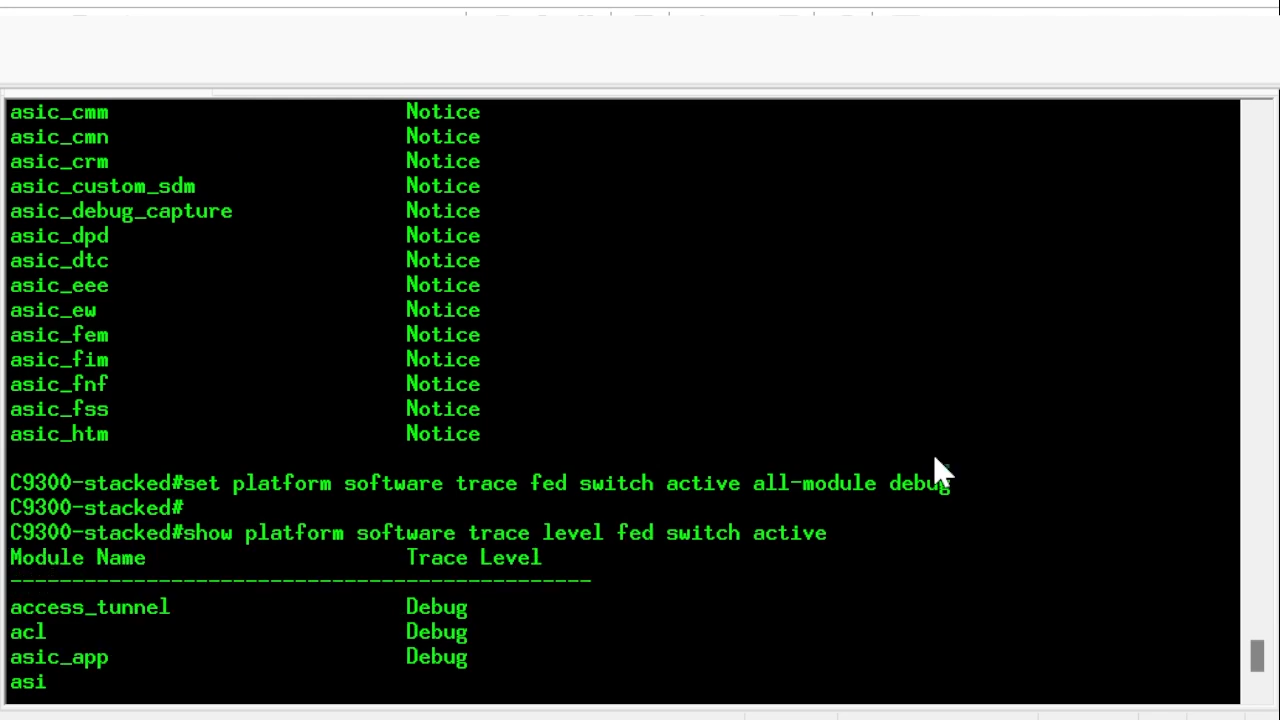 asic_cmm Notice
asic_cmn Notice
asic_crm Notice
asic_custom_sdm Notice
asic_debug_capture Notice
asic_dpd Notice
asic_dtc Notice
asic_eee Notice
asic_ew Notice
asic_fem Notice
asic_fim Notice
asic_fnf Notice
asic_fss Notice
asic_htm Notice
C9300-stacked#set platform software trace fed switch active all-module debug
C9300-stacked#
C9300-stacked#show platform software trace level fed switch active
Module Name Trace Level
-----------------------------------------------
access_tunnel Debug
acl Debug
asic_app Debug
asi